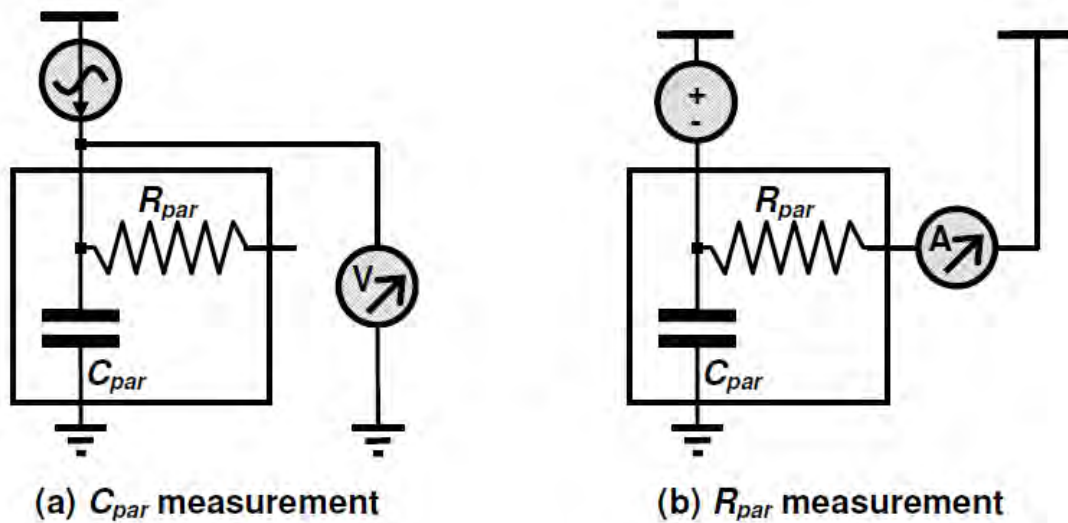 +
-
R_par
R_par
V
A
C_par
C_par
(a) C_par measurement
(b) R_par measurement